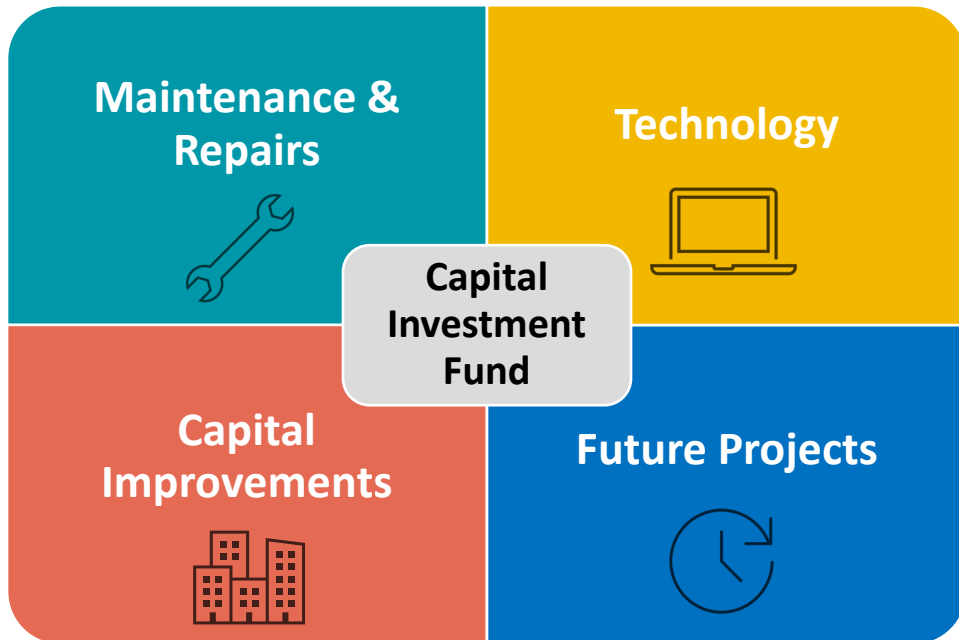 Maintenance &
Repairs
Technology
Capital
Investment
Fund
Capital
Improvements
Future Projects